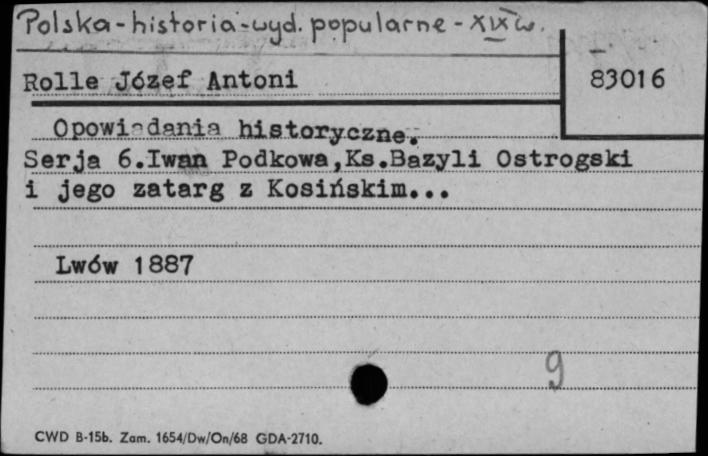 Polska-historia-wyd. popularne - XIX w.
Rolle Józef Antoni
83016
Opowiadania historyczne.
Serja 6.Iwan Podkowa,Ks.Bazyli Ostrogski
i jego zatarg z Kosińskim...
Lwów 1887
9
CWD B-15b. Zam. 1654/Dw/On/68 GDA-2710.